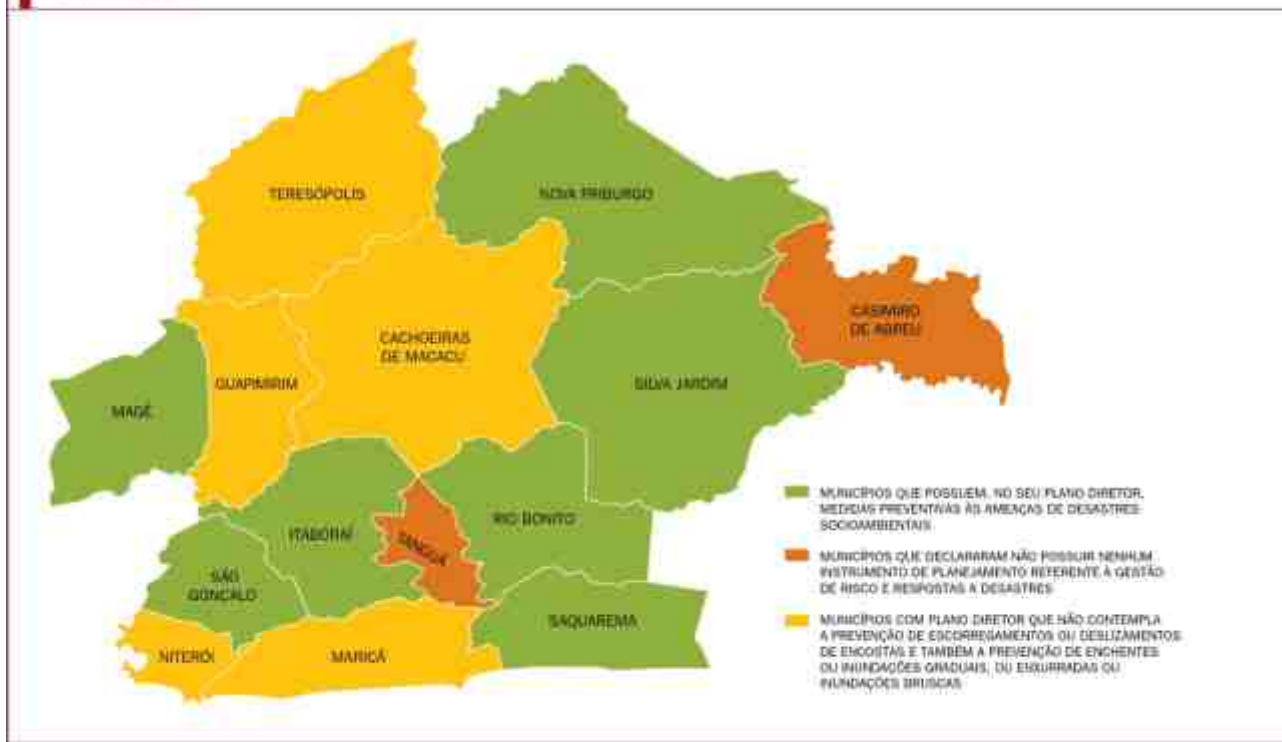 TERESÓPOLIS
NOVA FRIBURGO
CASIMIRO
DE ABREU
CACHOEIRAS
DE MACACU
GUAPIMIRIM
SILVA JARDIM
MAGÉ
ITABORAÍ
TANGUÁ
RIO BONITO
SÃO
GONÇALO
SAQUAREMA
NITERÓI
MARICÁ
MUNICÍPIOS QUE POSSUEM, NO SEU PLANO DIRETOR,
MEDIDAS PREVENTIVAS ÀS AMEAÇAS DE DESASTRES
SOCIOAMBIENTAIS
MUNICÍPIOS QUE DECLARARAM NÃO POSSUIR NENHUM
INSTRUMENTO DE PLANEJAMENTO REFERENTE À GESTÃO
DE RISCO E RESPOSTAS A DESASTRES
MUNICÍPIOS COM PLANO DIRETOR QUE NÃO CONTEMPLA
A PREVENÇÃO DE ESCORREGAMENTOS OU DESLIZAMENTOS
DE ENCOSTAS E TAMBÉM A PREVENÇÃO DE ENCHENTES
OU INUNDAÇÕES GRADUAIS, OU ENXURRADAS OU
INUNDAÇÕES BRUSCAS